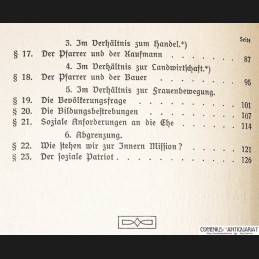 Seite
3. Im Verhältnis zum Handel.*)
§ 17. Der Pfarrer und der Kaufmann 87
4. Im Verhältnis zur Landwirtschaft.*)
§ 18. Der Pfarrer und der Bauer 95
5. Im Verhältnis zur Frauenbewegung.
§ 19. Die Bevölkerungsfrage 101
§ 20. Die Bildungsbestrebungen 107
§ 21. Soziale Anforderungen an die Ehe 114
6. Abgrenzung.
§ 22. Wie stehen wir zur Innern Mission? 121
§ 23. Der soziale Patriot 126
COMENIUS-ANTIQUARIAT